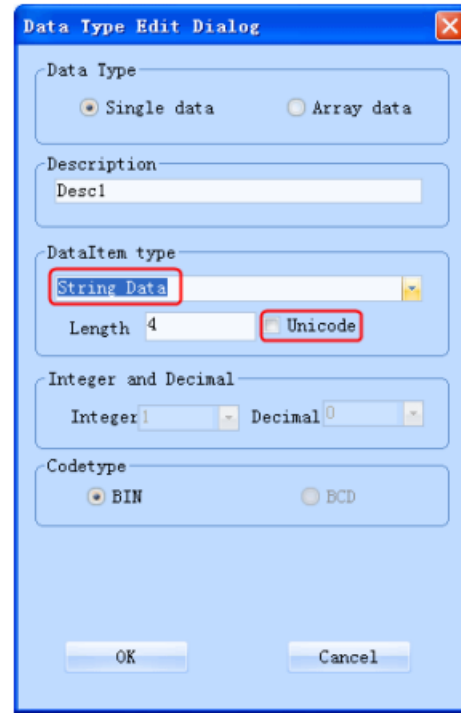 Data Type Edit Dialog
Data Type
Single data Array data
Description
Desc1
DataItem type
String Data
Length 4 Unicode
Integer and Decimal
Integer 1 Decimal 0
Codetype
BIN BCD
OK Cancel